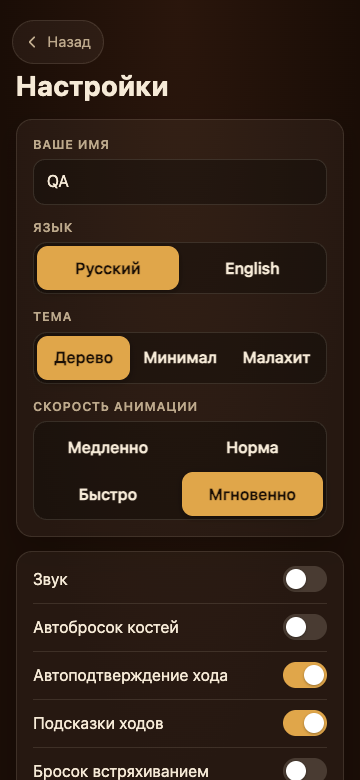 Назад
Настройки
ВАШЕ ИМЯ
QA
ЯЗЫК
Русский English
ТЕМА
Дерево Минимал Малахит
СКОРОСТЬ АНИМАЦИИ
Медленно Норма
Быстро Мгновенно
Звук
Автобросок костей
Автоподтверждение хода
Подсказки ходов
Бросок встряхиванием